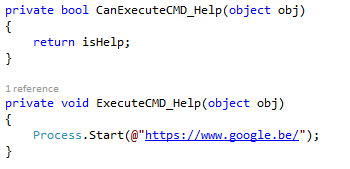 private bool CanExecuteCMD_Help(object obj)
{
    return isHelp;
}
1 reference
private void ExecuteCMD_Help(object obj)
{
    Process.Start(@"https://www.google.be/");
}